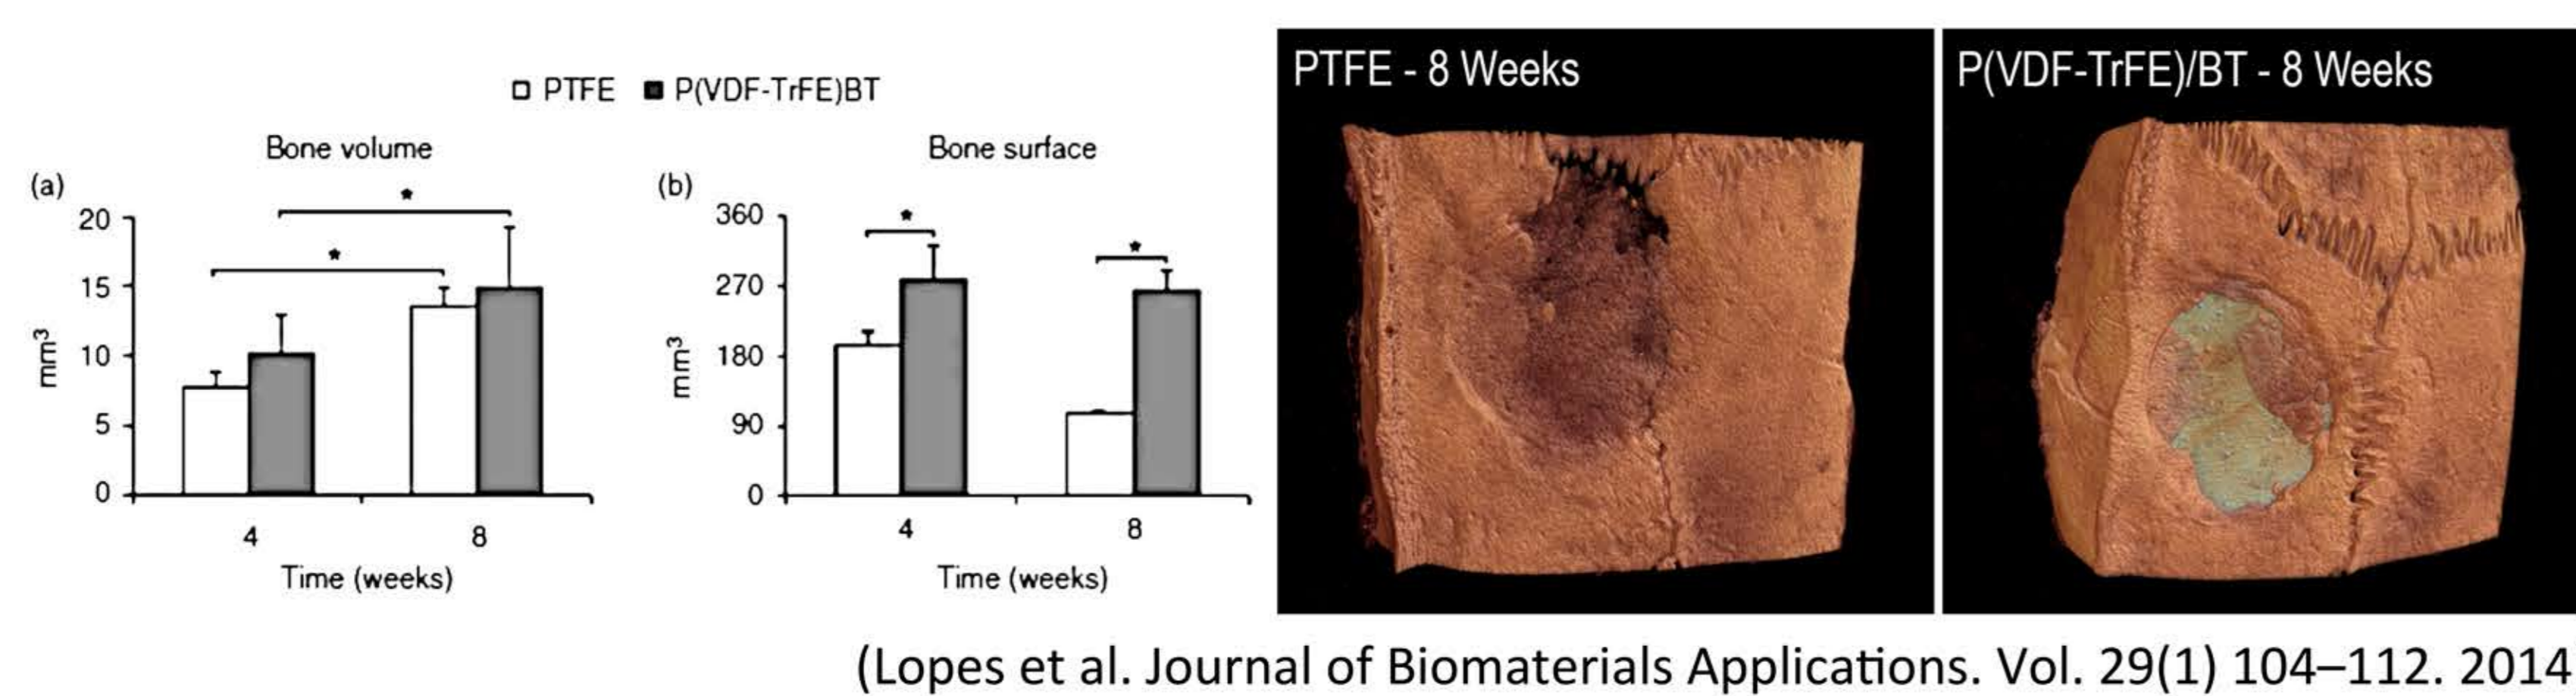 PTFE P(VDF-TrFE)BT
Bone volume
(a)
*
*
20
15
10
5
0
mm³
4 8
Time (weeks)
Bone surface
(b)
*
*
360
270
180
90
0
mm³
4 8
Time (weeks)
PTFE - 8 Weeks
P(VDF-TrFE)/BT - 8 Weeks
(Lopes et al. Journal of Biomaterials Applications. Vol. 29(1) 104–112. 2014